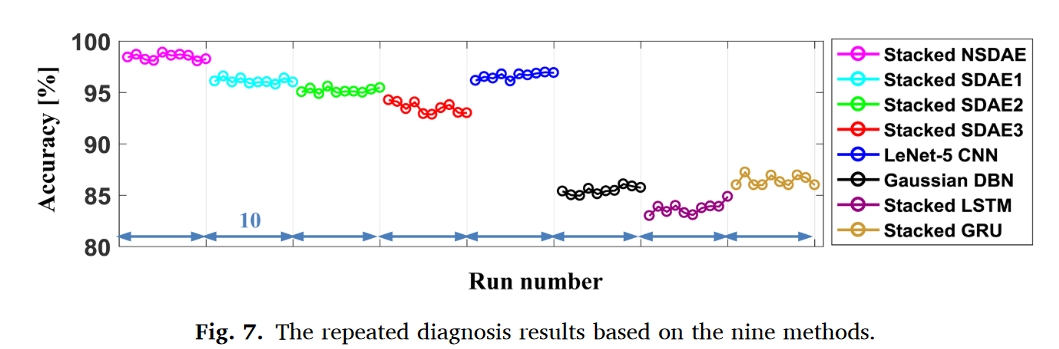 100
95
90
85
80
Accuracy [%]
10
Run number
Stacked NSDAE
Stacked SDAE1
Stacked SDAE2
Stacked SDAE3
LeNet-5 CNN
Gaussian DBN
Stacked LSTM
Stacked GRU
Fig. 7. The repeated diagnosis results based on the nine methods.